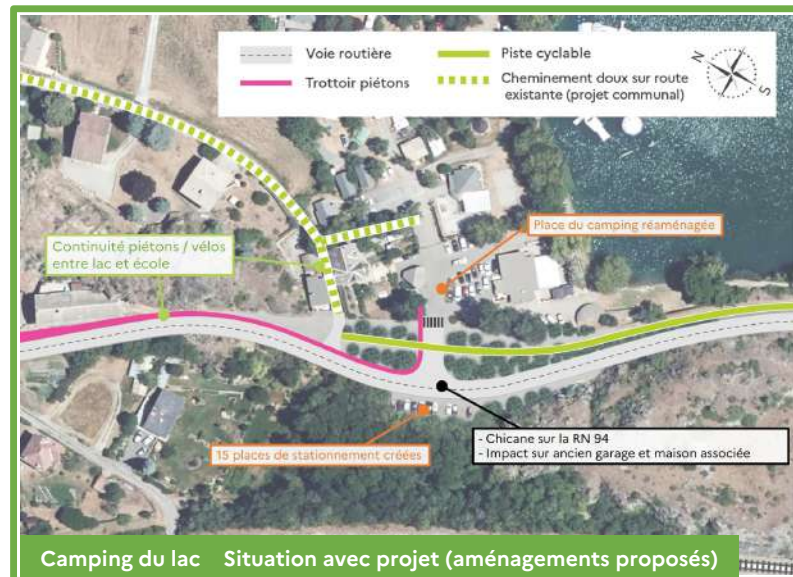 Voie routière
Piste cyclable
Trottoir piétons
Cheminement doux sur route
existante (projet communal)
N
S
Place du camping réaménagée
Continuité piétons / vélos
entre lac et école
- Chicane sur la RN 94
- Impact sur ancien garage et maison associée
15 places de stationnement créées
Camping du lac Situation avec projet (aménagements proposés)